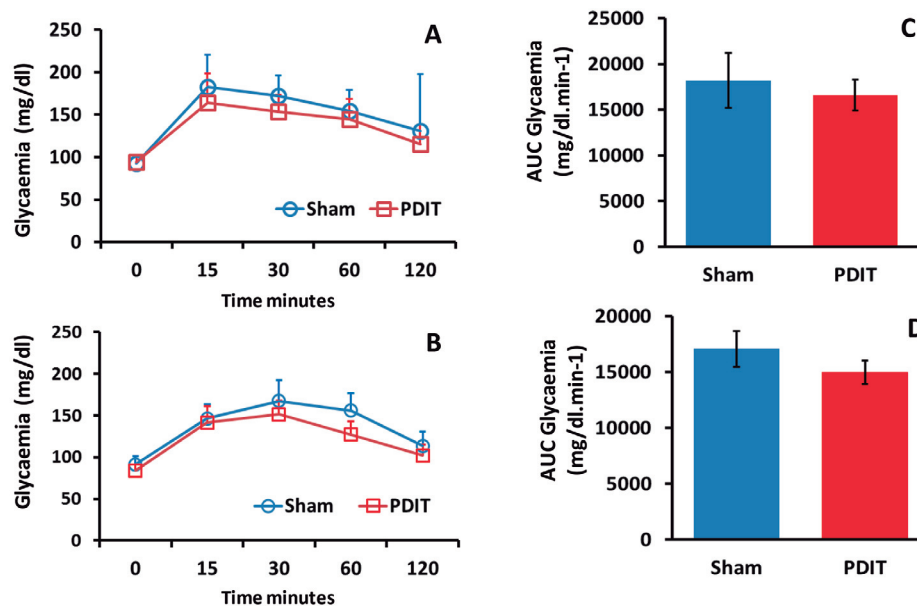 A
250
200
150
100
50
0
Glycaemia (mg/dl)
Sham
PDIT
0 15 30 60 120
Time minutes
C
25000
20000
15000
10000
5000
0
AUC Glycaemia
(mg/dl.min-1)
Sham PDIT
B
250
200
150
100
50
0
Glycaemia (mg/dl)
Sham
PDIT
0 15 30 60 120
Time minutes
D
20000
15000
10000
5000
0
AUC Glycaemia
(mg/dl.min-1)
Sham PDIT